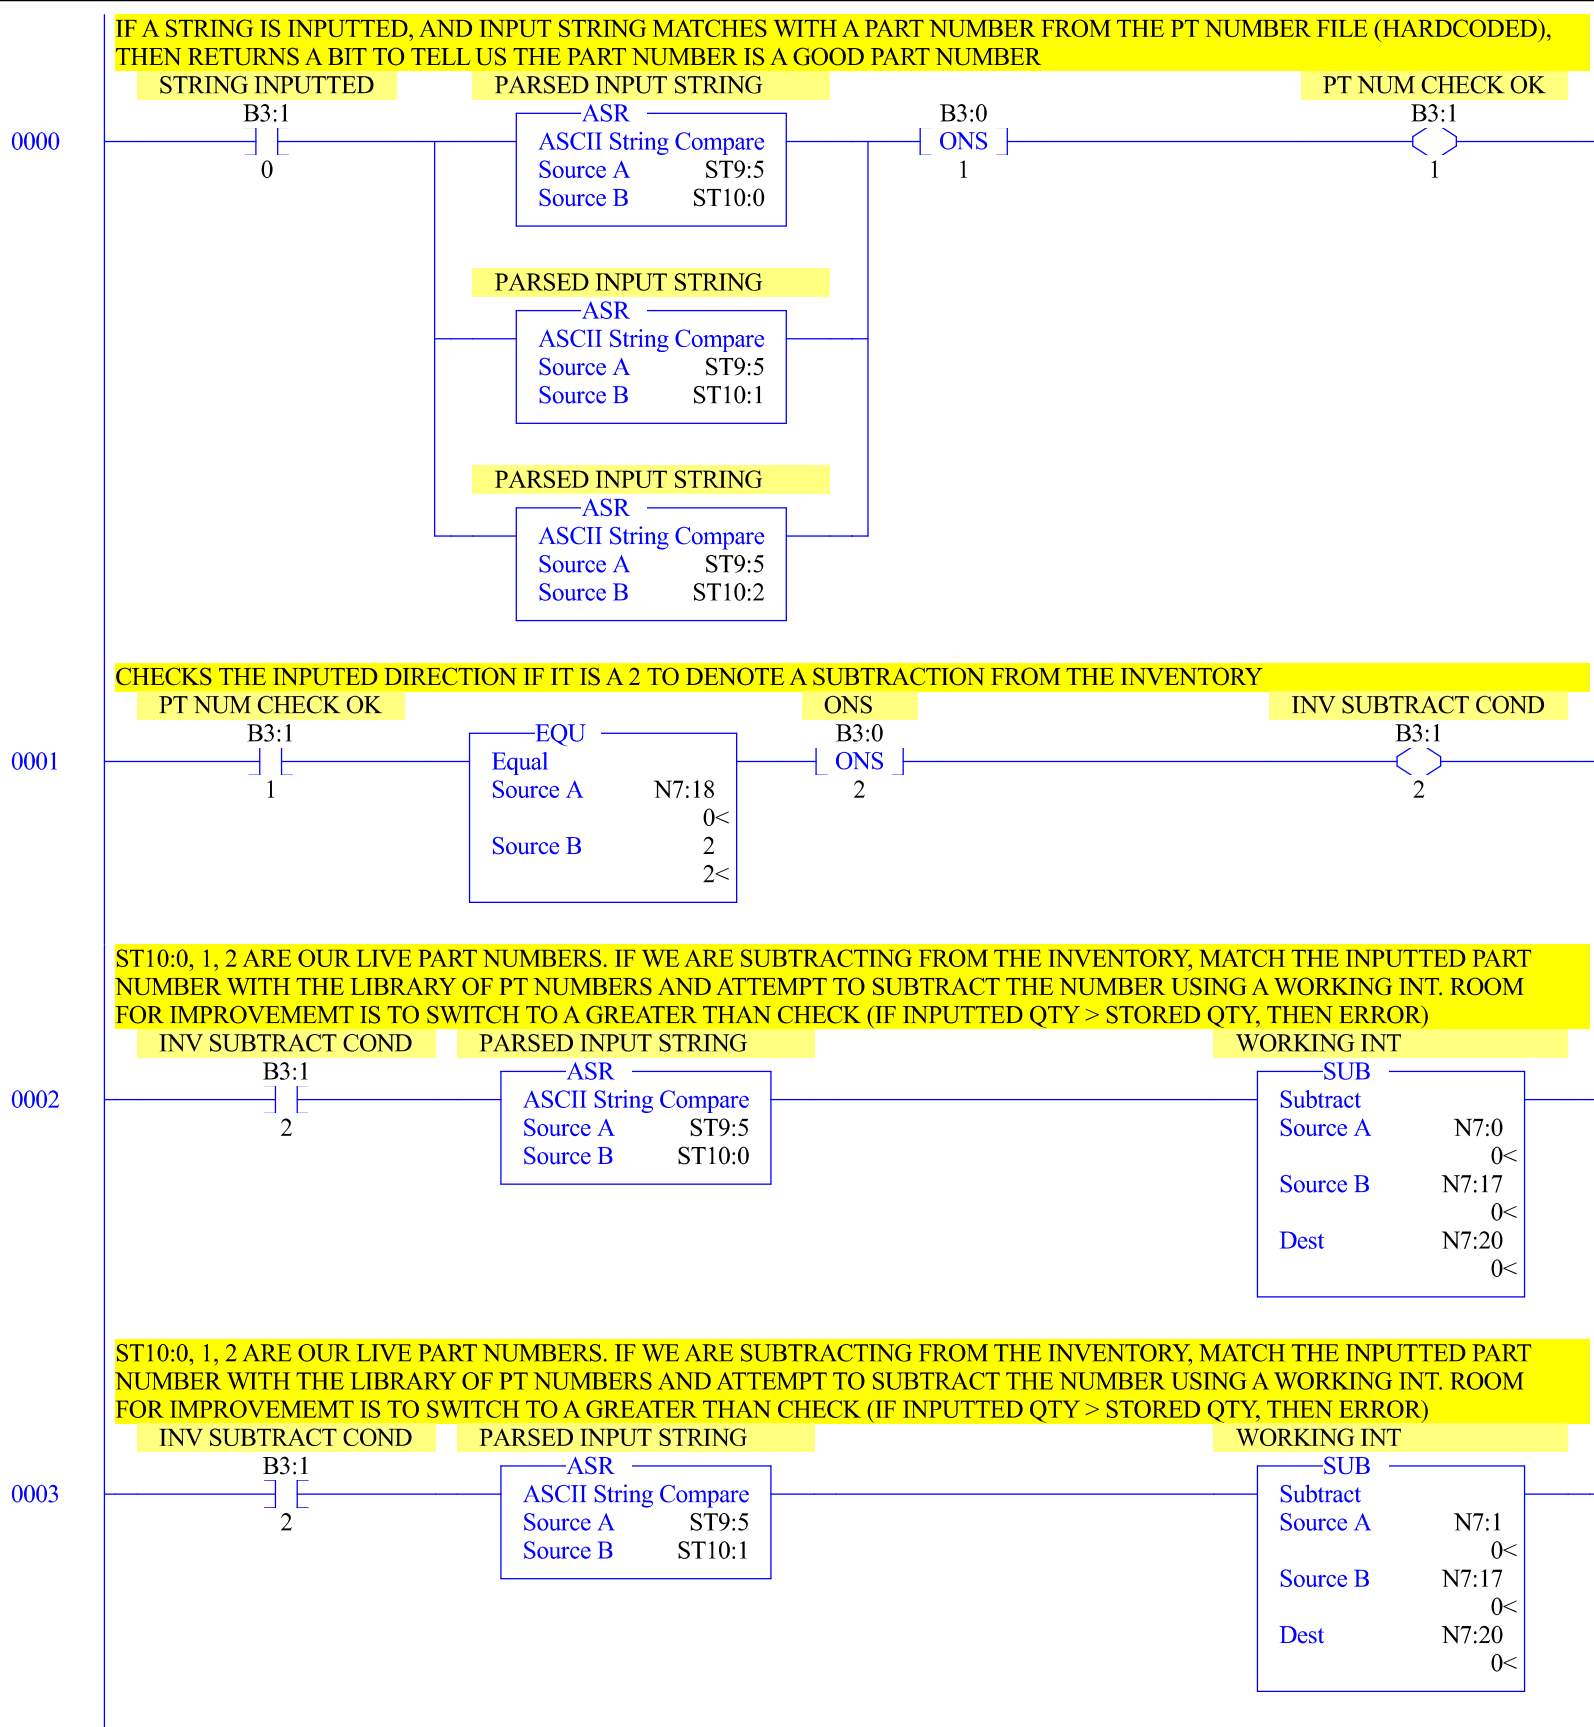 IF A STRING IS INPUTTED, AND INPUT STRING MATCHES WITH A PART NUMBER FROM THE PT NUMBER FILE (HARDCODED),
THEN RETURNS A BIT TO TELL US THE PART NUMBER IS A GOOD PART NUMBER
STRING INPUTTED PARSED INPUT STRING PT NUM CHECK OK
B3:1 ASR B3:0 B3:1
0000 ASCII String Compare ONS
0 Source A ST9:5 1 1
Source B ST10:0
PARSED INPUT STRING
ASR
ASCII String Compare
Source A ST9:5
Source B ST10:1
PARSED INPUT STRING
ASR
ASCII String Compare
Source A ST9:5
Source B ST10:2
CHECKS THE INPUTED DIRECTION IF IT IS A 2 TO DENOTE A SUBTRACTION FROM THE INVENTORY
PT NUM CHECK OK ONS INV SUBTRACT COND
B3:1 EQU B3:0 B3:1
0001 Equal ONS
1 Source A N7:18 2 2
0<
Source B 2
2<
ST10:0, 1, 2 ARE OUR LIVE PART NUMBERS. IF WE ARE SUBTRACTING FROM THE INVENTORY, MATCH THE INPUTTED PART
NUMBER WITH THE LIBRARY OF PT NUMBERS AND ATTEMPT TO SUBTRACT THE NUMBER USING A WORKING INT. ROOM
FOR IMPROVEMEMT IS TO SWITCH TO A GREATER THAN CHECK (IF INPUTTED QTY > STORED QTY, THEN ERROR)
INV SUBTRACT COND PARSED INPUT STRING WORKING INT
B3:1 ASR SUB
0002 ASCII String Compare Subtract
2 Source A ST9:5 Source A N7:0
Source B ST10:0 0<
Source B N7:17
0<
Dest N7:20
0<
ST10:0, 1, 2 ARE OUR LIVE PART NUMBERS. IF WE ARE SUBTRACTING FROM THE INVENTORY, MATCH THE INPUTTED PART
NUMBER WITH THE LIBRARY OF PT NUMBERS AND ATTEMPT TO SUBTRACT THE NUMBER USING A WORKING INT. ROOM
FOR IMPROVEMEMT IS TO SWITCH TO A GREATER THAN CHECK (IF INPUTTED QTY > STORED QTY, THEN ERROR)
INV SUBTRACT COND PARSED INPUT STRING WORKING INT
B3:1 ASR SUB
0003 ASCII String Compare Subtract
2 Source A ST9:5 Source A N7:1
Source B ST10:1 0<
Source B N7:17
0<
Dest N7:20
0<